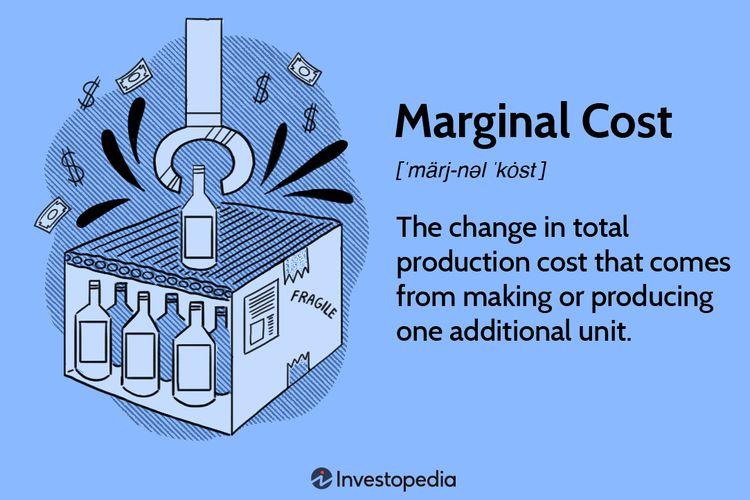 Marginal Cost
[ˈmärj-nəl ˈkȯst]
The change in total
production cost that comes
from making or producing
one additional unit.
FRAGILE
Investopedia